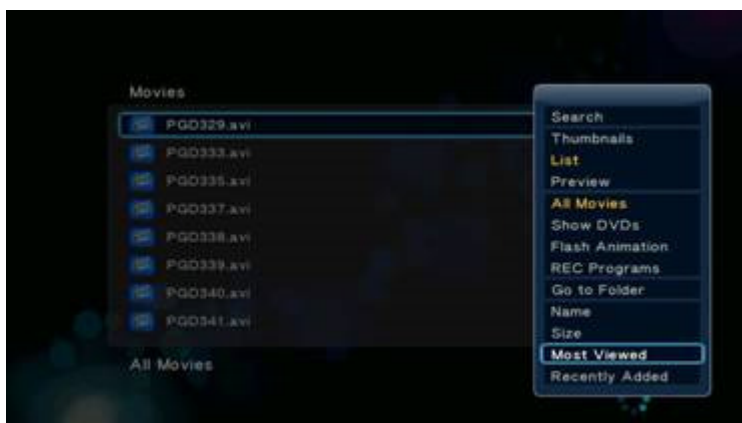 Movies
PGD329.avi
PGD333.avi
PGD335.avi
PGD337.avi
PGD338.avi
PGD339.avi
PGD340.avi
PGD341.avi
All Movies
Search
Thumbnails
List
Preview
All Movies
Show DVDs
Flash Animation
REC Programs
Go to Folder
Name
Size
Most Viewed
Recently Added